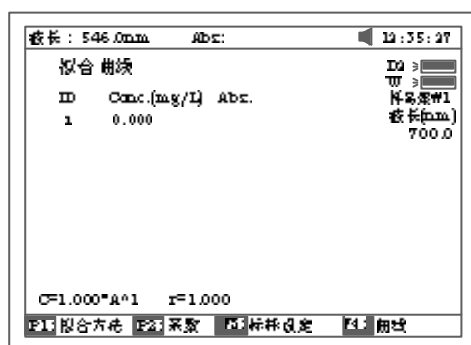 波长：546.0nm Abs: 12:35:27
拟合曲线
D2
W
ID Conc.(mg/L) Abs.
样品架#1
1 0.000
波长(nm)
700.0
C=1.000*A^1 r=1.000
F1:拟合方法 F2:系数 F3:标样设定 F4:曲线